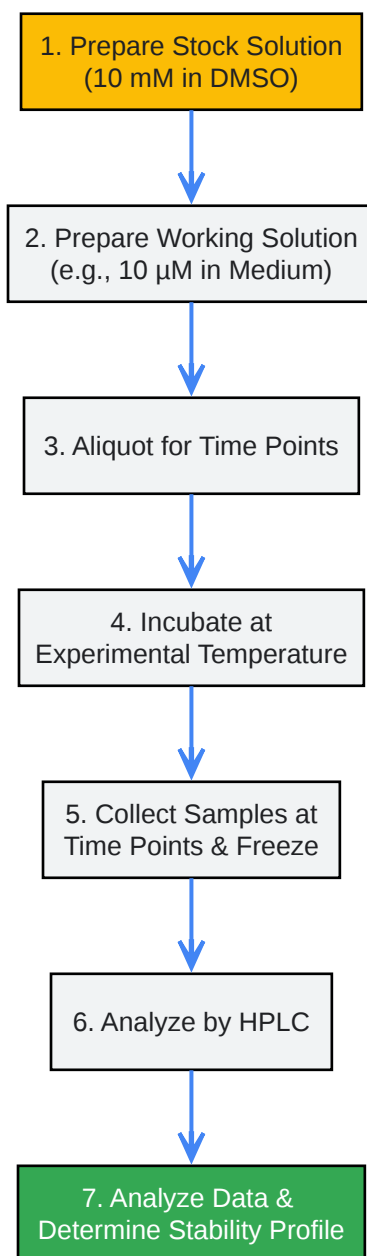 1. Prepare Stock Solution
(10 mM in DMSO)
2. Prepare Working Solution
(e.g., 10 µM in Medium)
3. Aliquot for Time Points
4. Incubate at
Experimental Temperature
5. Collect Samples at
Time Points & Freeze
6. Analyze by HPLC
7. Analyze Data &
Determine Stability Profile